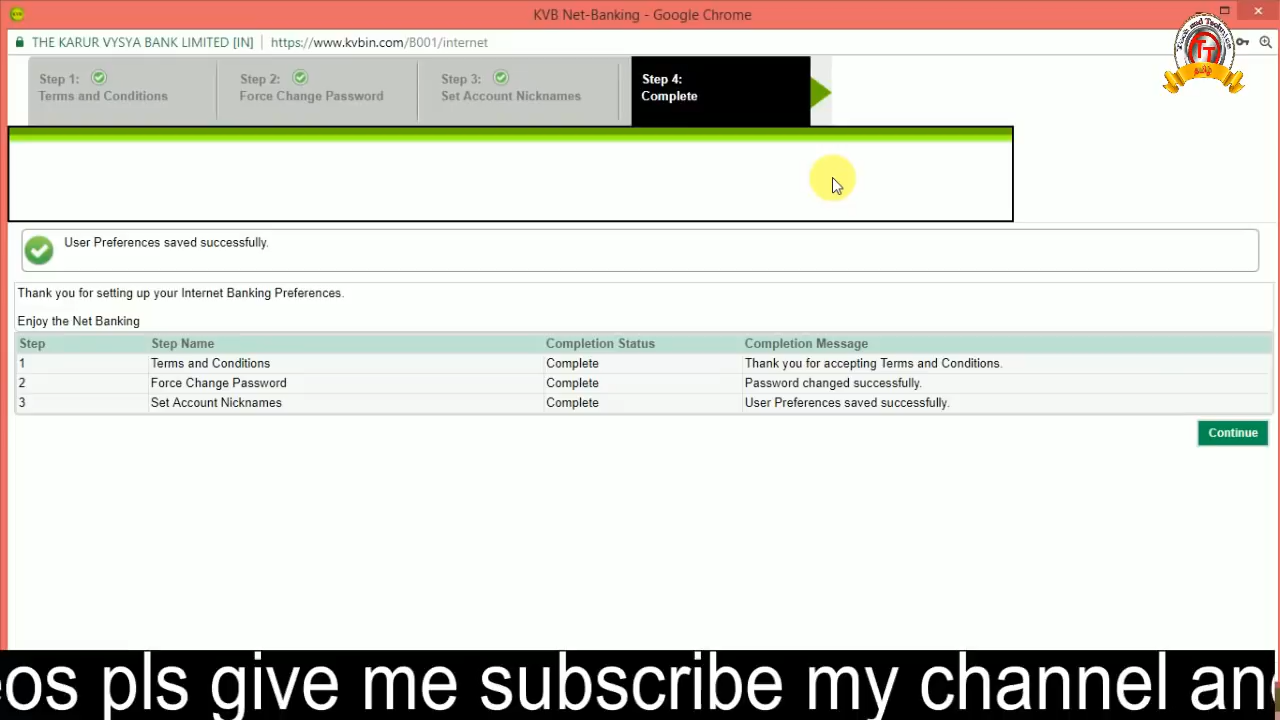 KVB Net-Banking - Google Chrome
THE KARUR VYSYA BANK LIMITED [IN] https://www.kvbin.com/B001/internet
Step 1: Step 2: Step 3: Step 4:
Terms and Conditions Force Change Password Set Account Nicknames Complete
User Preferences saved successfully.
Thank you for setting up your Internet Banking Preferences.
Enjoy the Net Banking
Step Step Name Completion Status Completion Message
1 Terms and Conditions Complete Thank you for accepting Terms and Conditions.
2 Force Change Password Complete Password changed successfully.
3 Set Account Nicknames Complete User Preferences saved successfully.
Continue
eos pls give me subscribe my channel and
TT
தமிழ்